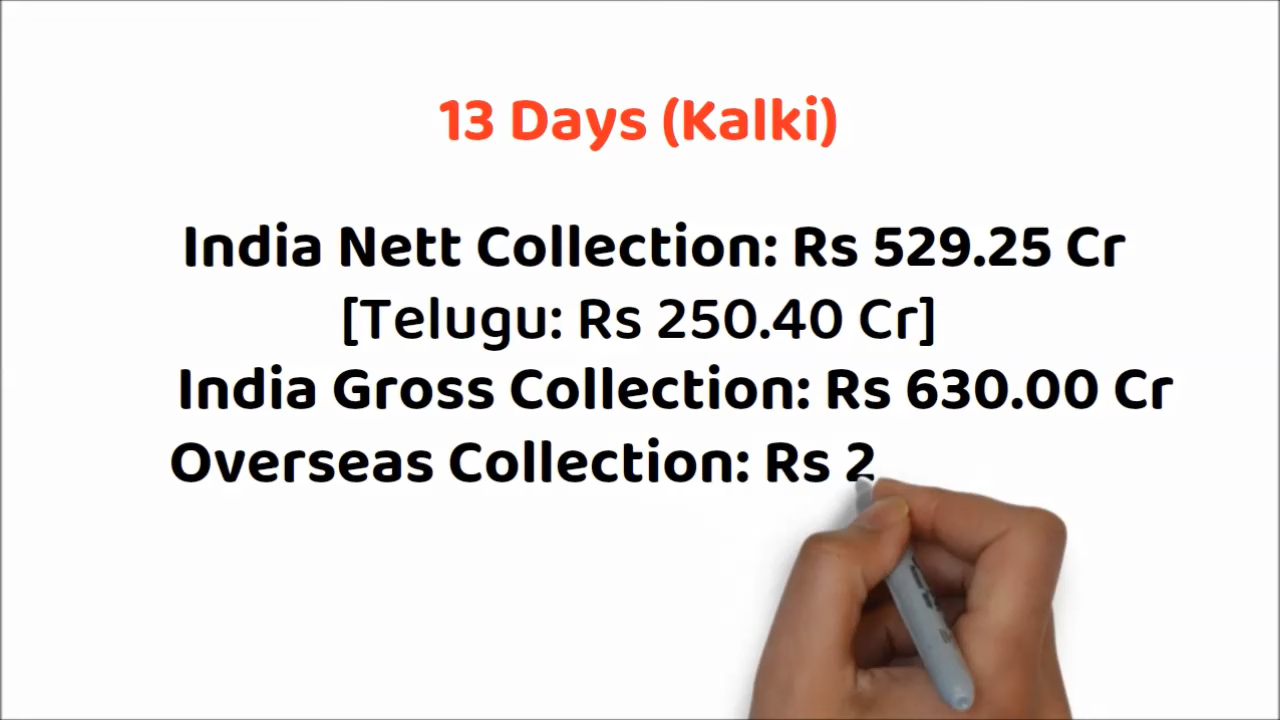 13 Days (Kalki)
India Nett Collection: Rs 529.25 Cr
[Telugu: Rs 250.40 Cr]
India Gross Collection: Rs 630.00 Cr
Overseas Collection: Rs 2